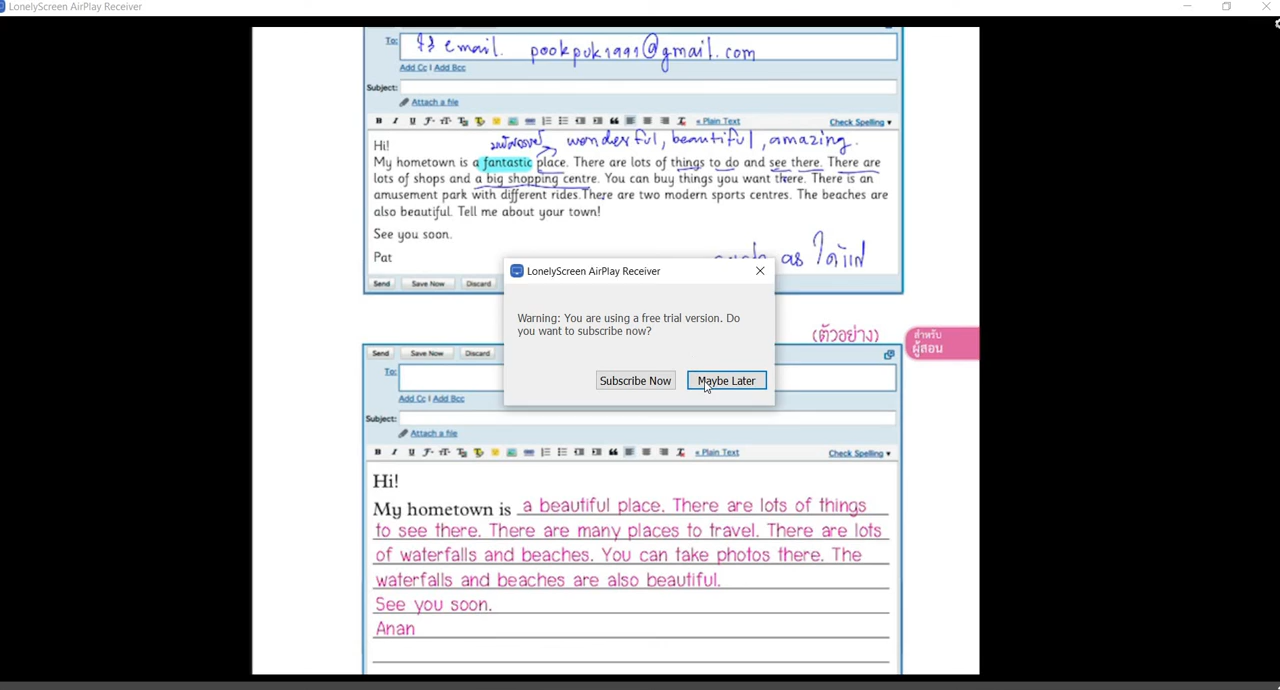 LonelyScreen AirPlay Receiver
To: ใส่ email. pookpuk1991@gmail.com
Add Cc | Add Bcc
Subject:
Attach a file
B I U « Plain Text Check Spelling ▾
Hi! wonderful, beautiful, amazing.
My hometown is a fantastic place. There are lots of things to do and see there. There are
lots of shops and a big shopping centre. You can buy things you want there. There is an
amusement park with different rides.There are two modern sports centres. The beaches are
also beautiful. Tell me about your town!
See you soon.
Pat as ได้แก่
Send Save Now Discard
LonelyScreen AirPlay Receiver
Warning: You are using a free trial version. Do
you want to subscribe now?
Subscribe Now Maybe Later
(ตัวอย่าง)
สำหรับ
ผู้สอน
Send Save Now Discard
To:
Add Cc | Add Bcc
Subject:
Attach a file
B I U « Plain Text Check Spelling ▾
Hi!
My hometown is a beautiful place. There are lots of things
to see there. There are many places to travel. There are lots
of waterfalls and beaches. You can take photos there. The
waterfalls and beaches are also beautiful.
See you soon.
Anan